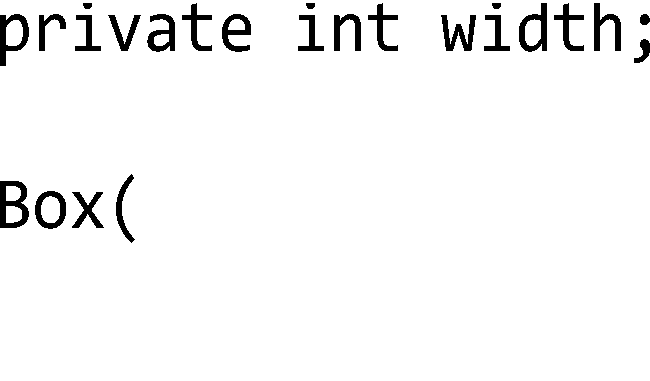 private int width;
Box(